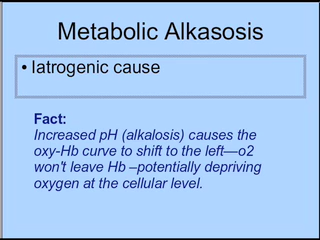 Metabolic Alkasosis
• Iatrogenic cause
Fact:
Increased pH (alkalosis) causes the
oxy-Hb curve to shift to the left—o2
won't leave Hb –potentially depriving
oxygen at the cellular level.